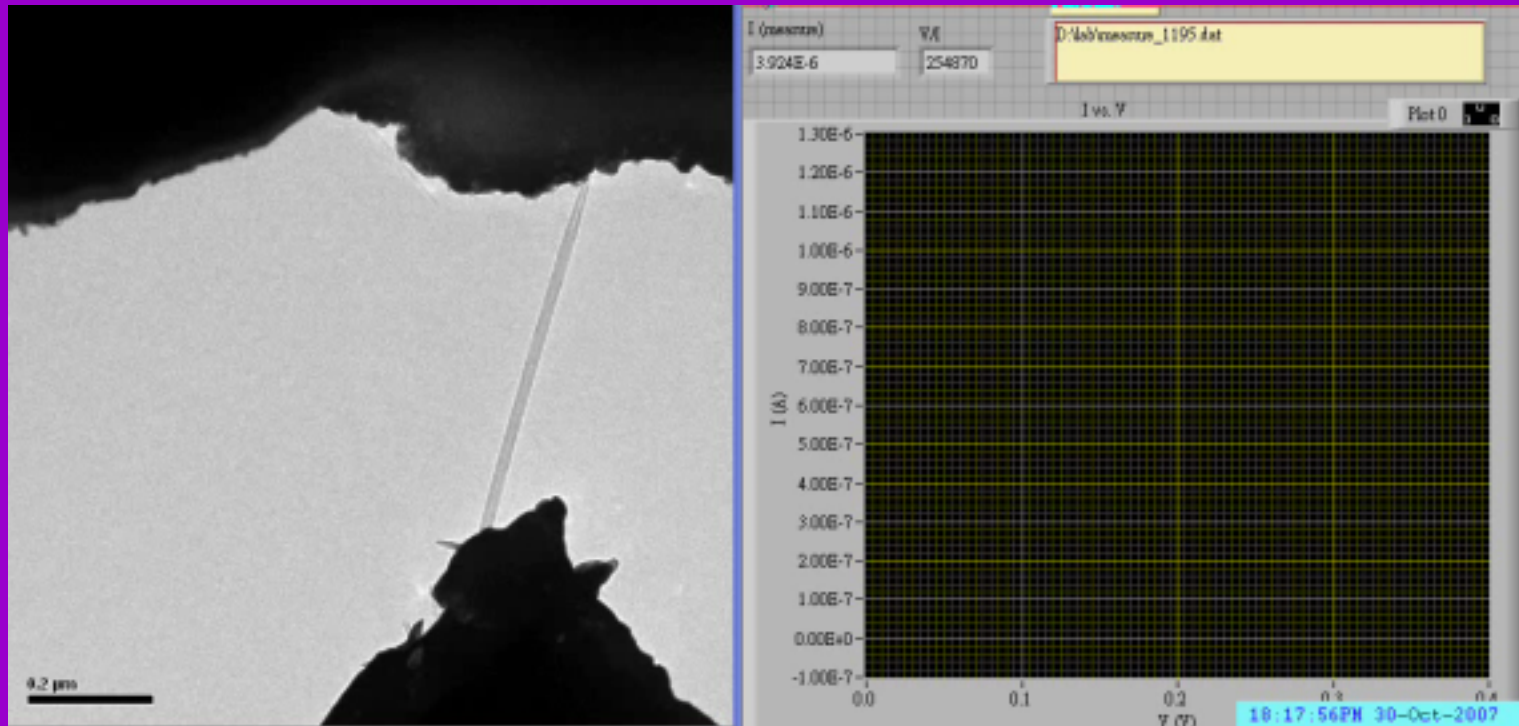 0.2 μm
I (measure)
V/I
3.924E-6
254870
D:\lab\measure_1195.dat
I vs. V
Plot 0
1.30E-6
1.20E-6
1.10E-6
1.00E-6
9.00E-7
8.00E-7
7.00E-7
6.00E-7
5.00E-7
4.00E-7
3.00E-7
2.00E-7
1.00E-7
0.00E+0
-1.00E-7
I (A)
0.0
0.1
0.2
0.3
0.4
V (V)
18:17:56PM 30-Oct-2007